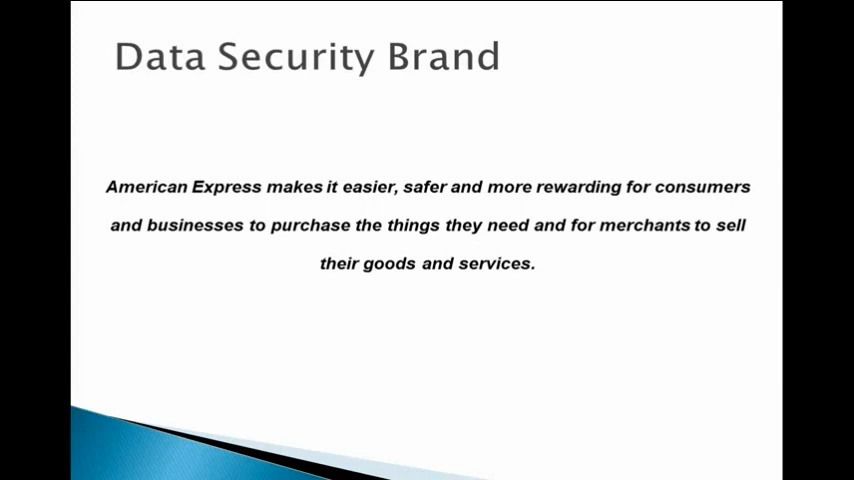 Data Security Brand
American Express makes it easier, safer and more rewarding for consumers
and businesses to purchase the things they need and for merchants to sell
their goods and services.